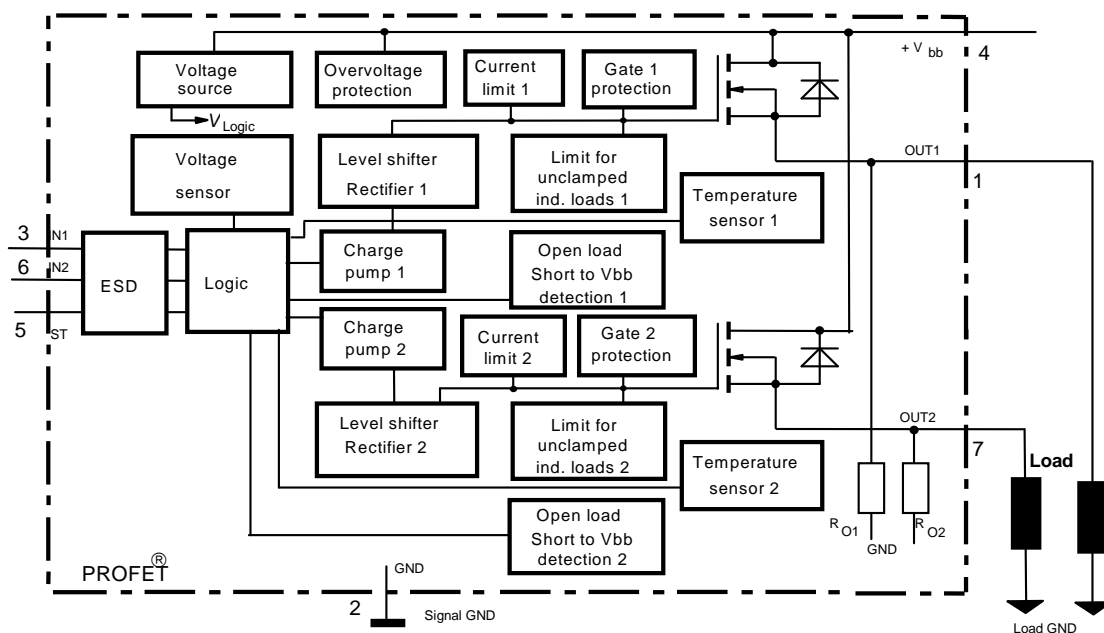 + V bb
4
Voltage
source
Overvoltage
protection
Current
limit 1
Gate 1
protection
V Logic
Voltage
sensor
Level shifter
Rectifier 1
Limit for
unclamped
ind. loads 1
OUT1
1
Temperature
sensor 1
3
IN1
6
IN2
5
ST
ESD
Logic
Charge
pump 1
Open load
Short to Vbb
detection 1
Charge
pump 2
Current
limit 2
Gate 2
protection
Level shifter
Rectifier 2
Limit for
unclamped
ind. loads 2
OUT2
7
Load
Temperature
sensor 2
R O1
GND
R O2
Open load
Short to Vbb
detection 2
PROFET®
GND
2
Signal GND
Load GND